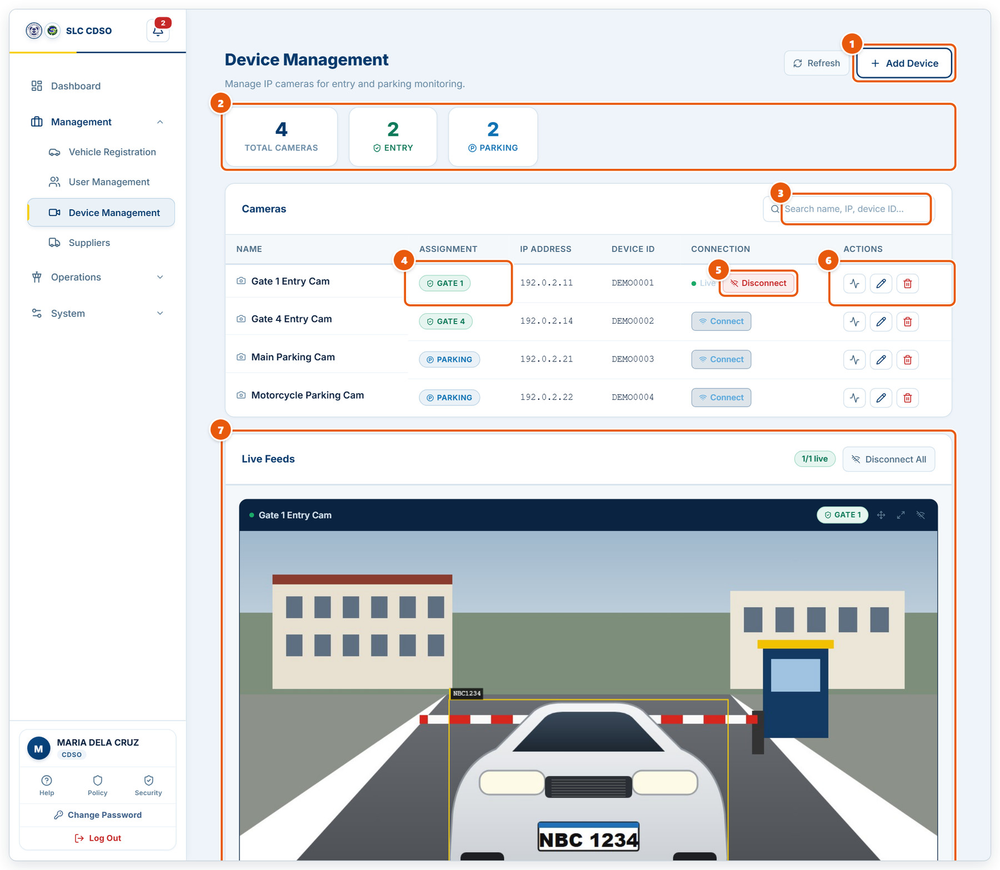 SLC CDSO
2
Dashboard
Management
Vehicle Registration
User Management
Device Management
Suppliers
Operations
System
MARIA DELA CRUZ
M
CDSO
Help
Policy
Security
Change Password
Log Out
Device Management
Manage IP cameras for entry and parking monitoring.
Refresh
1
Add Device
2
4
TOTAL CAMERAS
2
ENTRY
2
PARKING
Cameras
3
Search name, IP, device ID...
NAME ASSIGNMENT IP ADDRESS DEVICE ID CONNECTION ACTIONS
4
5
6
Gate 1 Entry Cam GATE 1 192.0.2.11 DEMO0001 Live Disconnect
Gate 4 Entry Cam GATE 4 192.0.2.14 DEMO0002 Connect
Main Parking Cam PARKING 192.0.2.21 DEMO0003 Connect
Motorcycle Parking Cam PARKING 192.0.2.22 DEMO0004 Connect
7
Live Feeds
1/1 live
Disconnect All
Gate 1 Entry Cam
GATE 1
NBC1234
NBC 1234